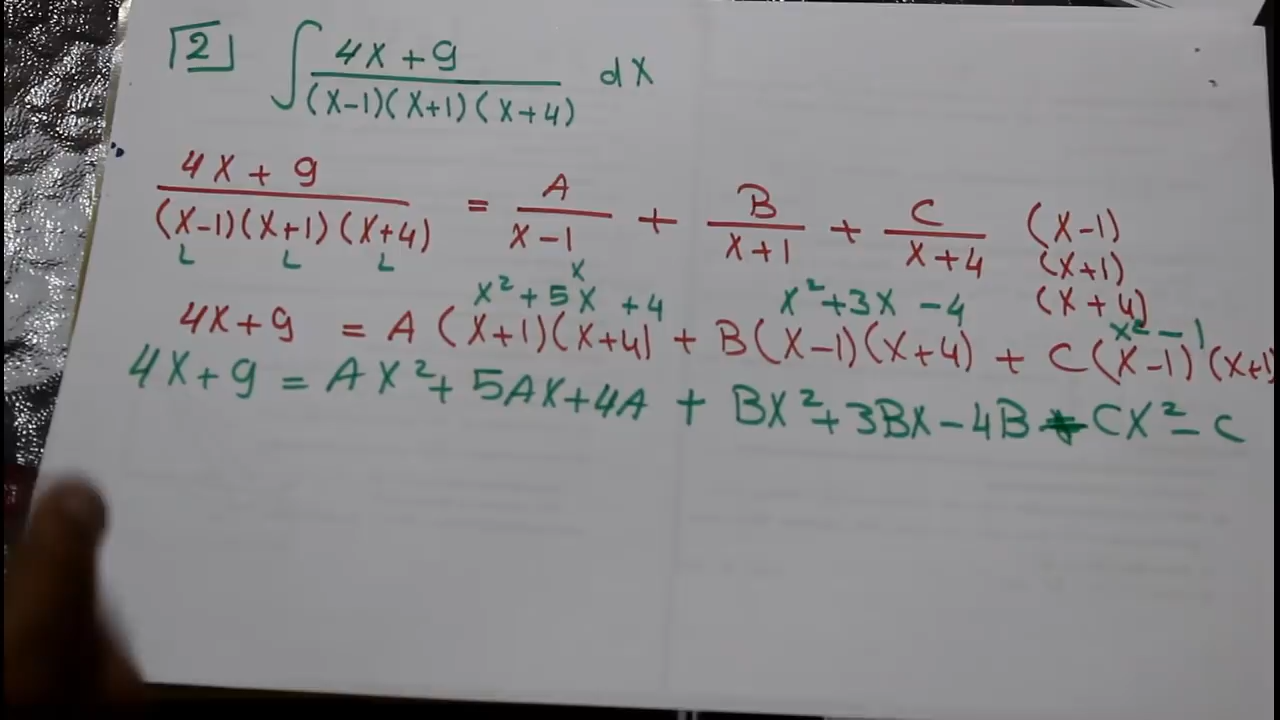 2 ∫ 4x+9 / (x-1)(x+1)(x+4) dx
4x+9 / (x-1)(x+1)(x+4) = A / x-1 + B / x+1 + C / x+4 (x-1)
L L L x (x+1)
x²+5x+4 x²+3x-4 (x+4)
x²-1
4x+9 = A(x+1)(x+4) + B(x-1)(x+4) + C(x-1)(x+1)
4x+9 = Ax²+5Ax+4A + Bx²+3Bx-4B + Cx²-C